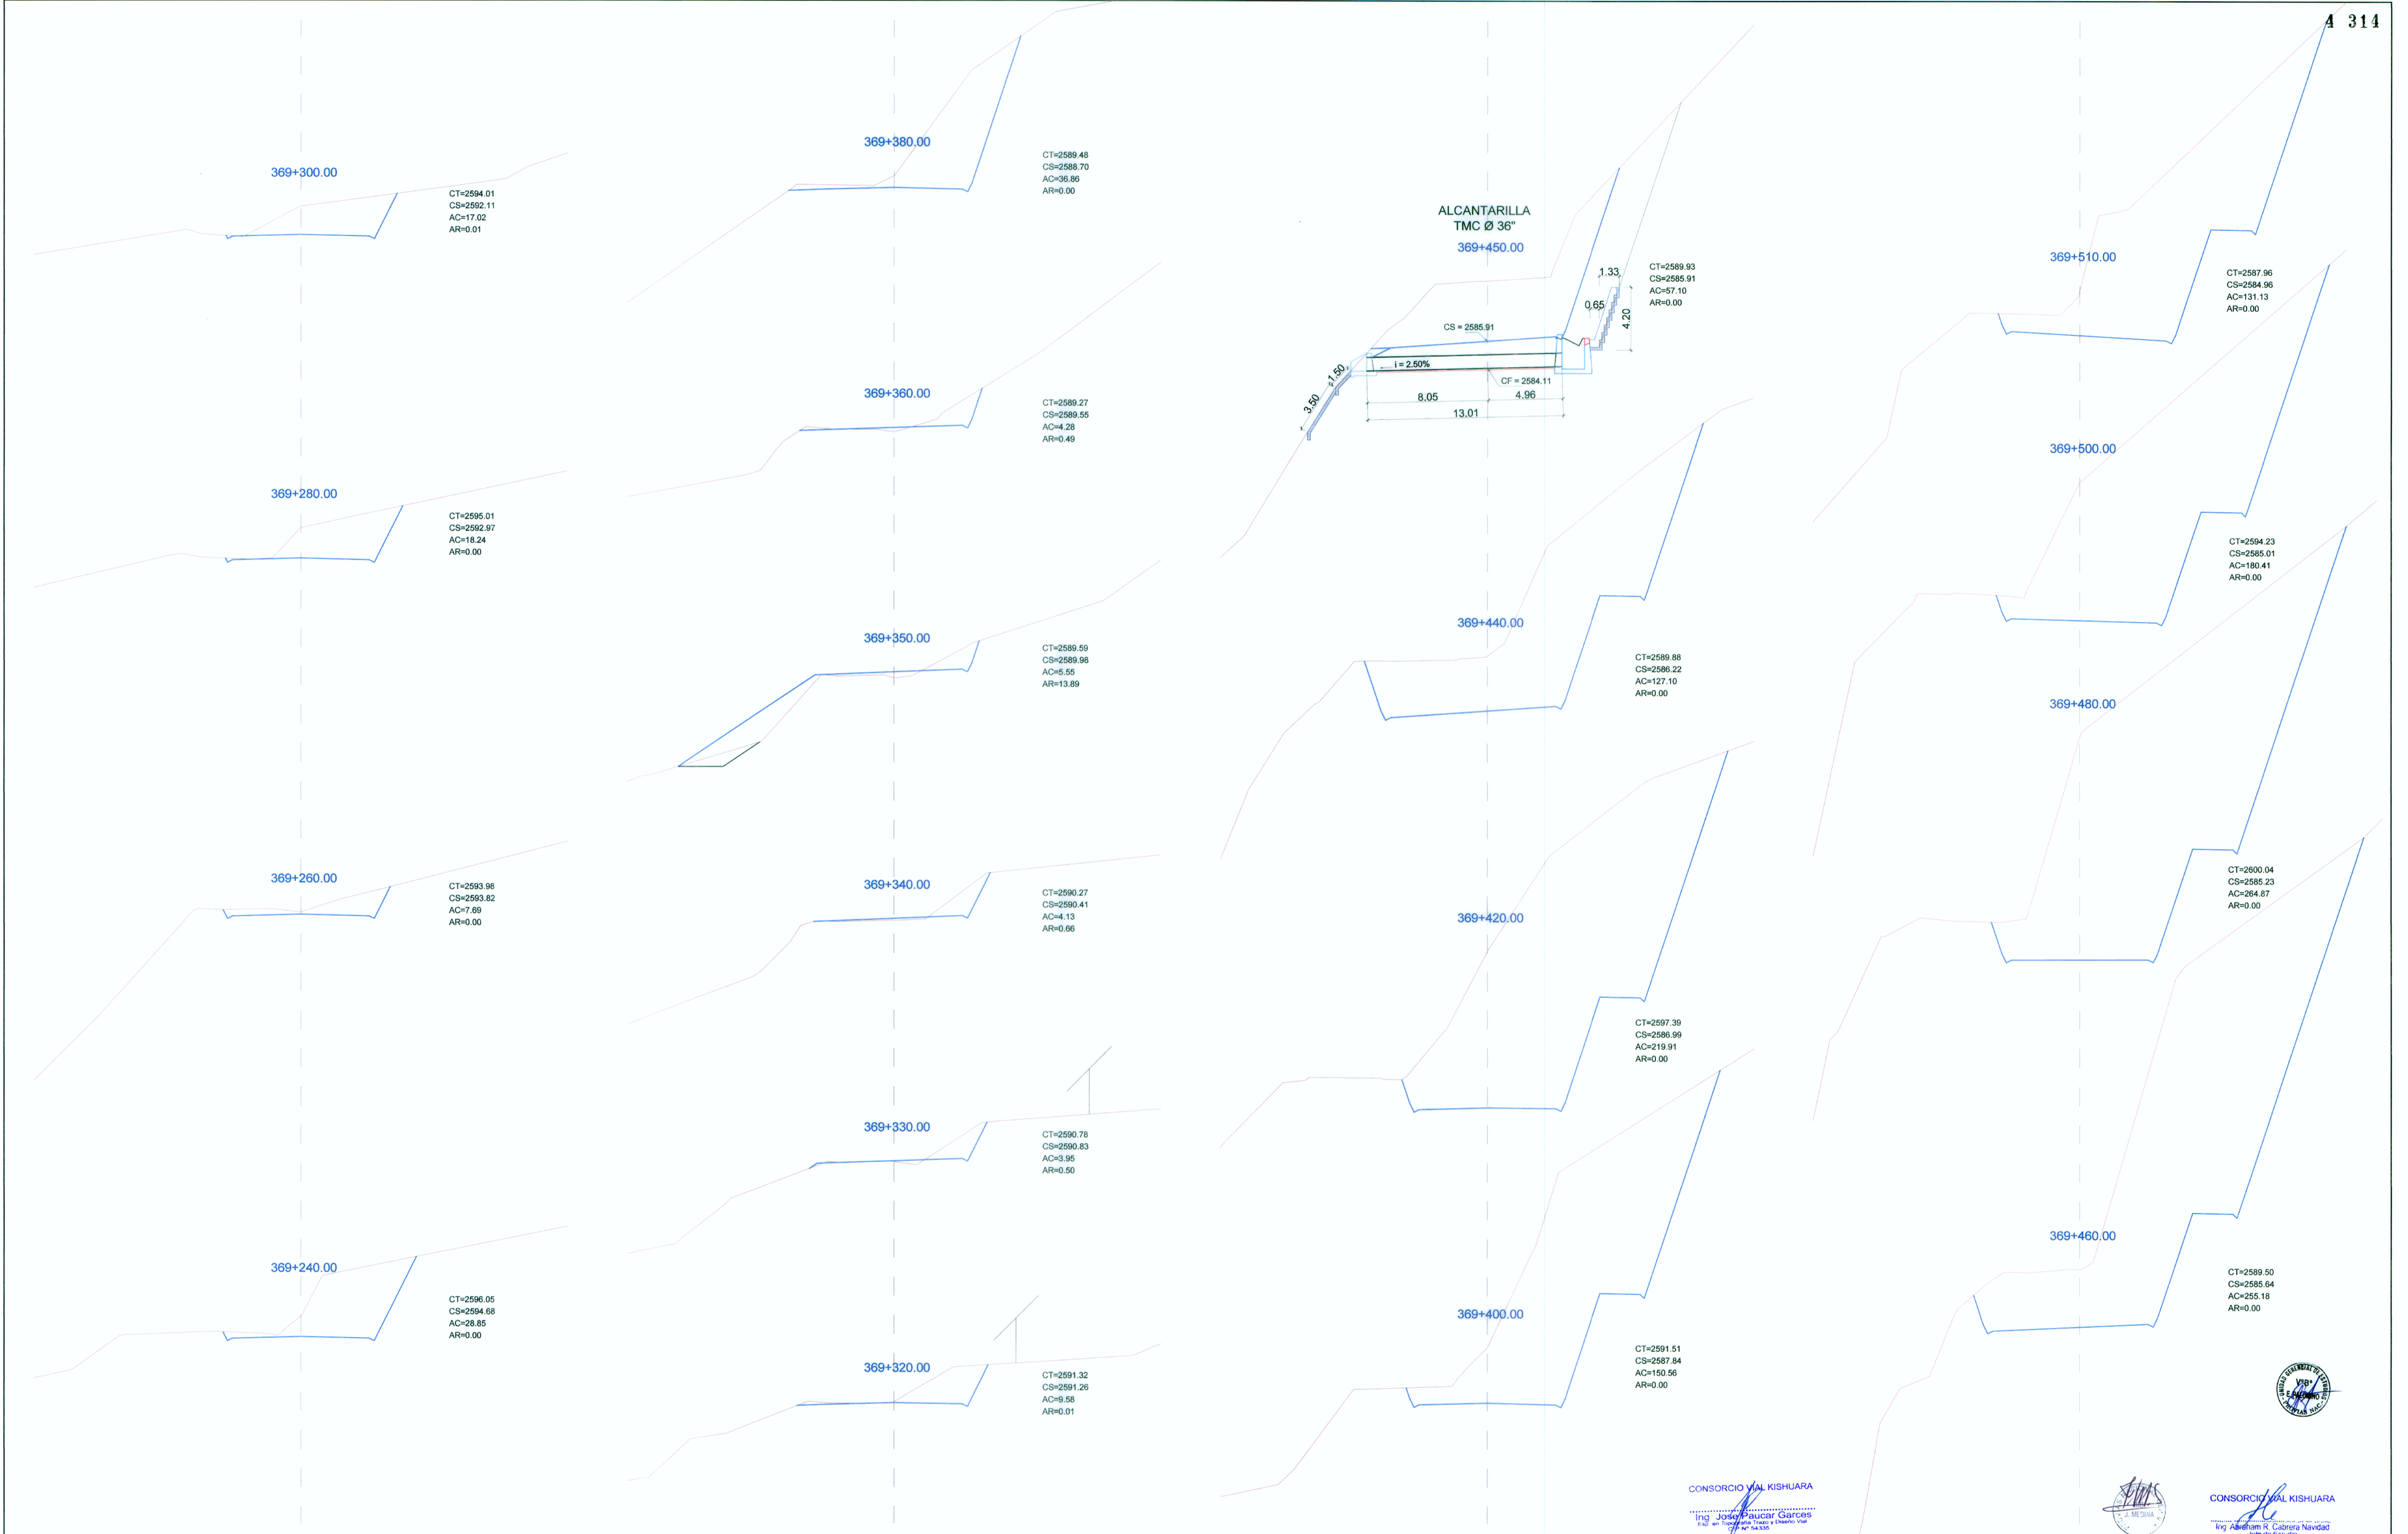 4 314
369+300.00
CT=2594.01
CS=2592.11
AC=17.02
AR=0.01
369+280.00
CT=2595.01
CS=2592.97
AC=18.24
AR=0.00
369+260.00
CT=2593.98
CS=2593.82
AC=7.69
AR=0.00
369+240.00
CT=2596.05
CS=2594.68
AC=28.85
AR=0.00
369+380.00
CT=2589.48
CS=2588.70
AC=36.86
AR=0.00
369+360.00
CT=2589.27
CS=2589.55
AC=4.28
AR=0.49
369+350.00
CT=2589.59
CS=2589.98
AC=5.55
AR=13.89
369+340.00
CT=2590.27
CS=2590.41
AC=4.13
AR=0.66
369+330.00
CT=2590.78
CS=2590.83
AC=3.95
AR=0.50
369+320.00
CT=2591.32
CS=2591.26
AC=9.58
AR=0.01
ALCANTARILLA
TMC Ø 36"
369+450.00
CT=2589.93
CS=2585.91
AC=57.10
AR=0.00
1.33
0.65
4.20
CS = 2585.91
i = 2.50%
CF = 2584.11
1.50
3.50
8.05
4.96
13.01
369+440.00
CT=2589.88
CS=2586.22
AC=127.10
AR=0.00
369+420.00
CT=2597.39
CS=2586.99
AC=219.91
AR=0.00
369+400.00
CT=2591.51
CS=2587.84
AC=150.56
AR=0.00
369+510.00
CT=2587.96
CS=2584.96
AC=131.13
AR=0.00
369+500.00
CT=2594.23
CS=2585.01
AC=180.41
AR=0.00
369+480.00
CT=2600.04
CS=2585.23
AC=264.87
AR=0.00
369+460.00
CT=2589.50
CS=2585.64
AC=255.18
AR=0.00
UNIDAD GERENCIAL DE ESTUDIOS
V°B°
CONSORCIO VIAL KISHUARA
Ing José Paucar Garces
Esp. en Topografía Trazo y Diseño Vial
CIP N° 54335
J. MEDINA
CONSORCIO VIAL KISHUARA
Ing Abraham R. Cabrera Navidad